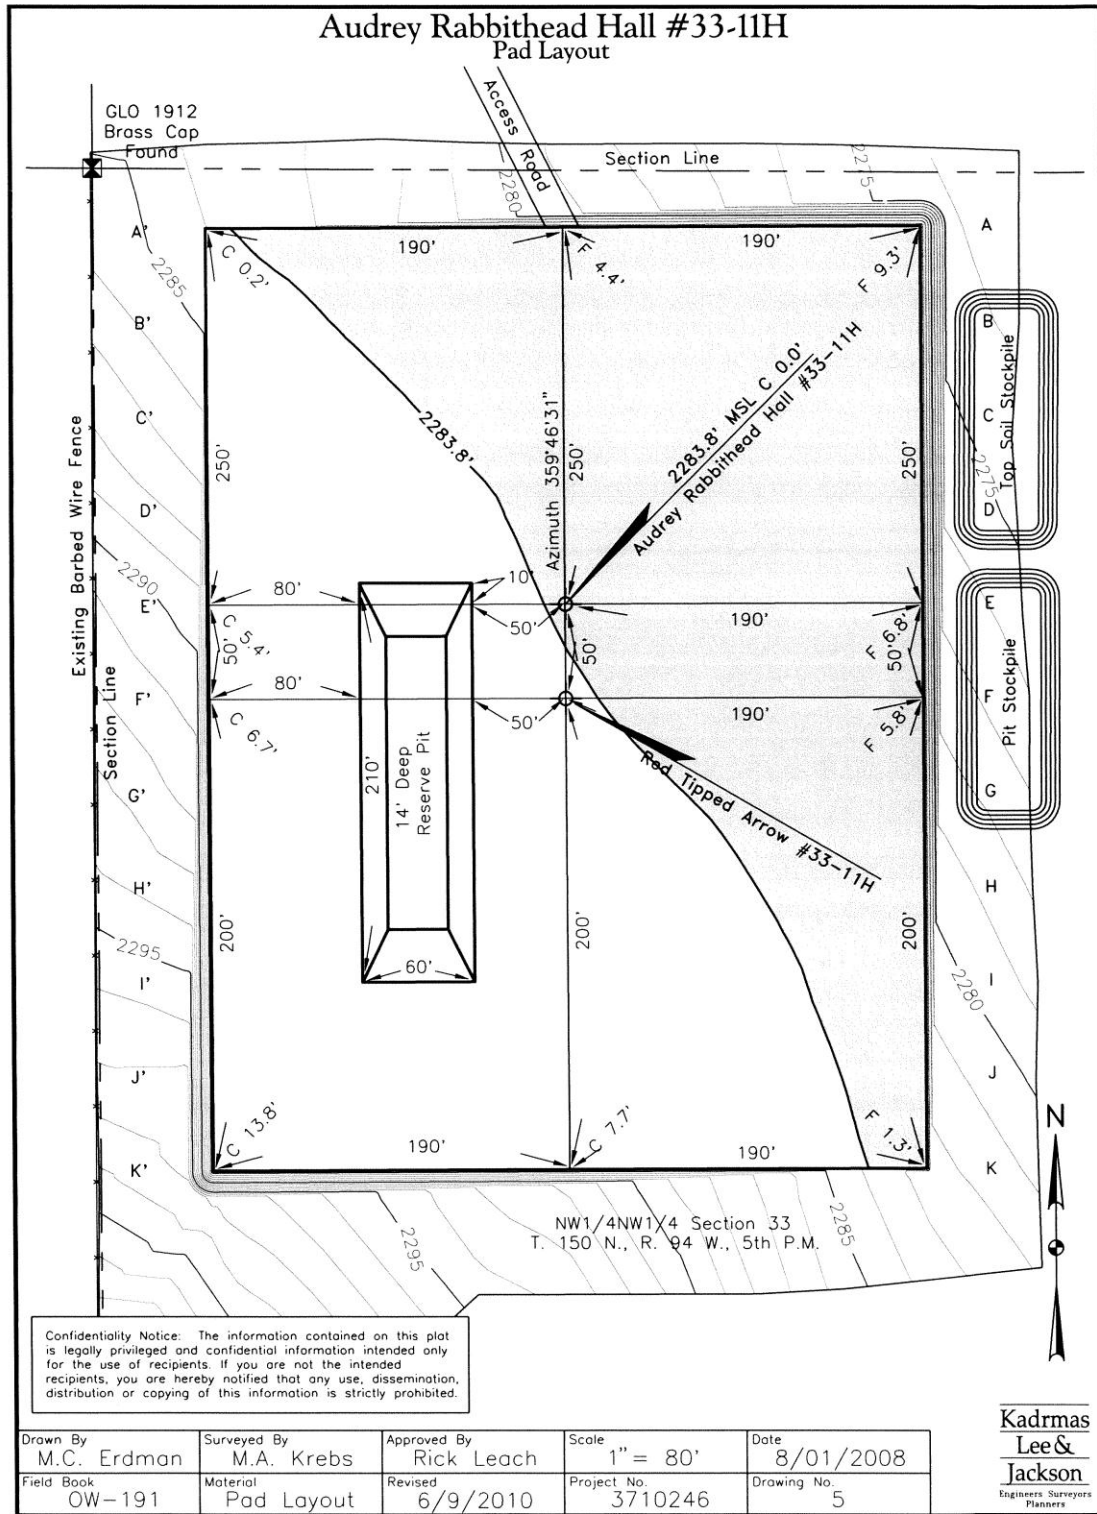 Audrey Rabbithead Hall #33-11H
Pad Layout
GLO 1912
Brass Cap
Found
Access Road
Section Line
2280
2275
A'
A
190'
190'
C 0.2'
F 4.4'
F 9.3'
2285
B'
B
2283.8' MSL C 0.0'
Audrey Rabbithead Hall #33-11H
Top Soil Stockpile
C'
C
2283.8'
Azimuth 359°46'31"
250'
250'
250'
2275
Existing Barbed Wire Fence
D'
D
2290
80'
10'
E'
E
50'
190'
C 5.4'
F 6.8'
50'
50'
50'
80'
F'
F
50'
190'
C 6.7'
F 5.8'
Pit Stockpile
Section Line
210'
14' Deep
Reserve Pit
Red Tipped Arrow #33-11H
G'
G
H'
H
2295
200'
200'
200'
60'
I'
I
2280
J'
J
C 13.8'
C 7.7'
F 1.3'
190'
190'
K'
K
N
2295
NW1/4NW1/4 Section 33
T. 150 N., R. 94 W., 5th P.M.
2285
Confidentiality Notice: The information contained on this plat
is legally privileged and confidential information intended only
for the use of recipients. If you are not the intended
recipients, you are hereby notified that any use, dissemination,
distribution or copying of this information is strictly prohibited.
Drawn By
M.C. Erdman
Surveyed By
M.A. Krebs
Approved By
Rick Leach
Scale
1" = 80'
Date
8/01/2008
Field Book
OW-191
Material
Pad Layout
Revised
6/9/2010
Project No.
3710246
Drawing No.
5
Kadrmas
Lee &
Jackson
Engineers Surveyors
Planners